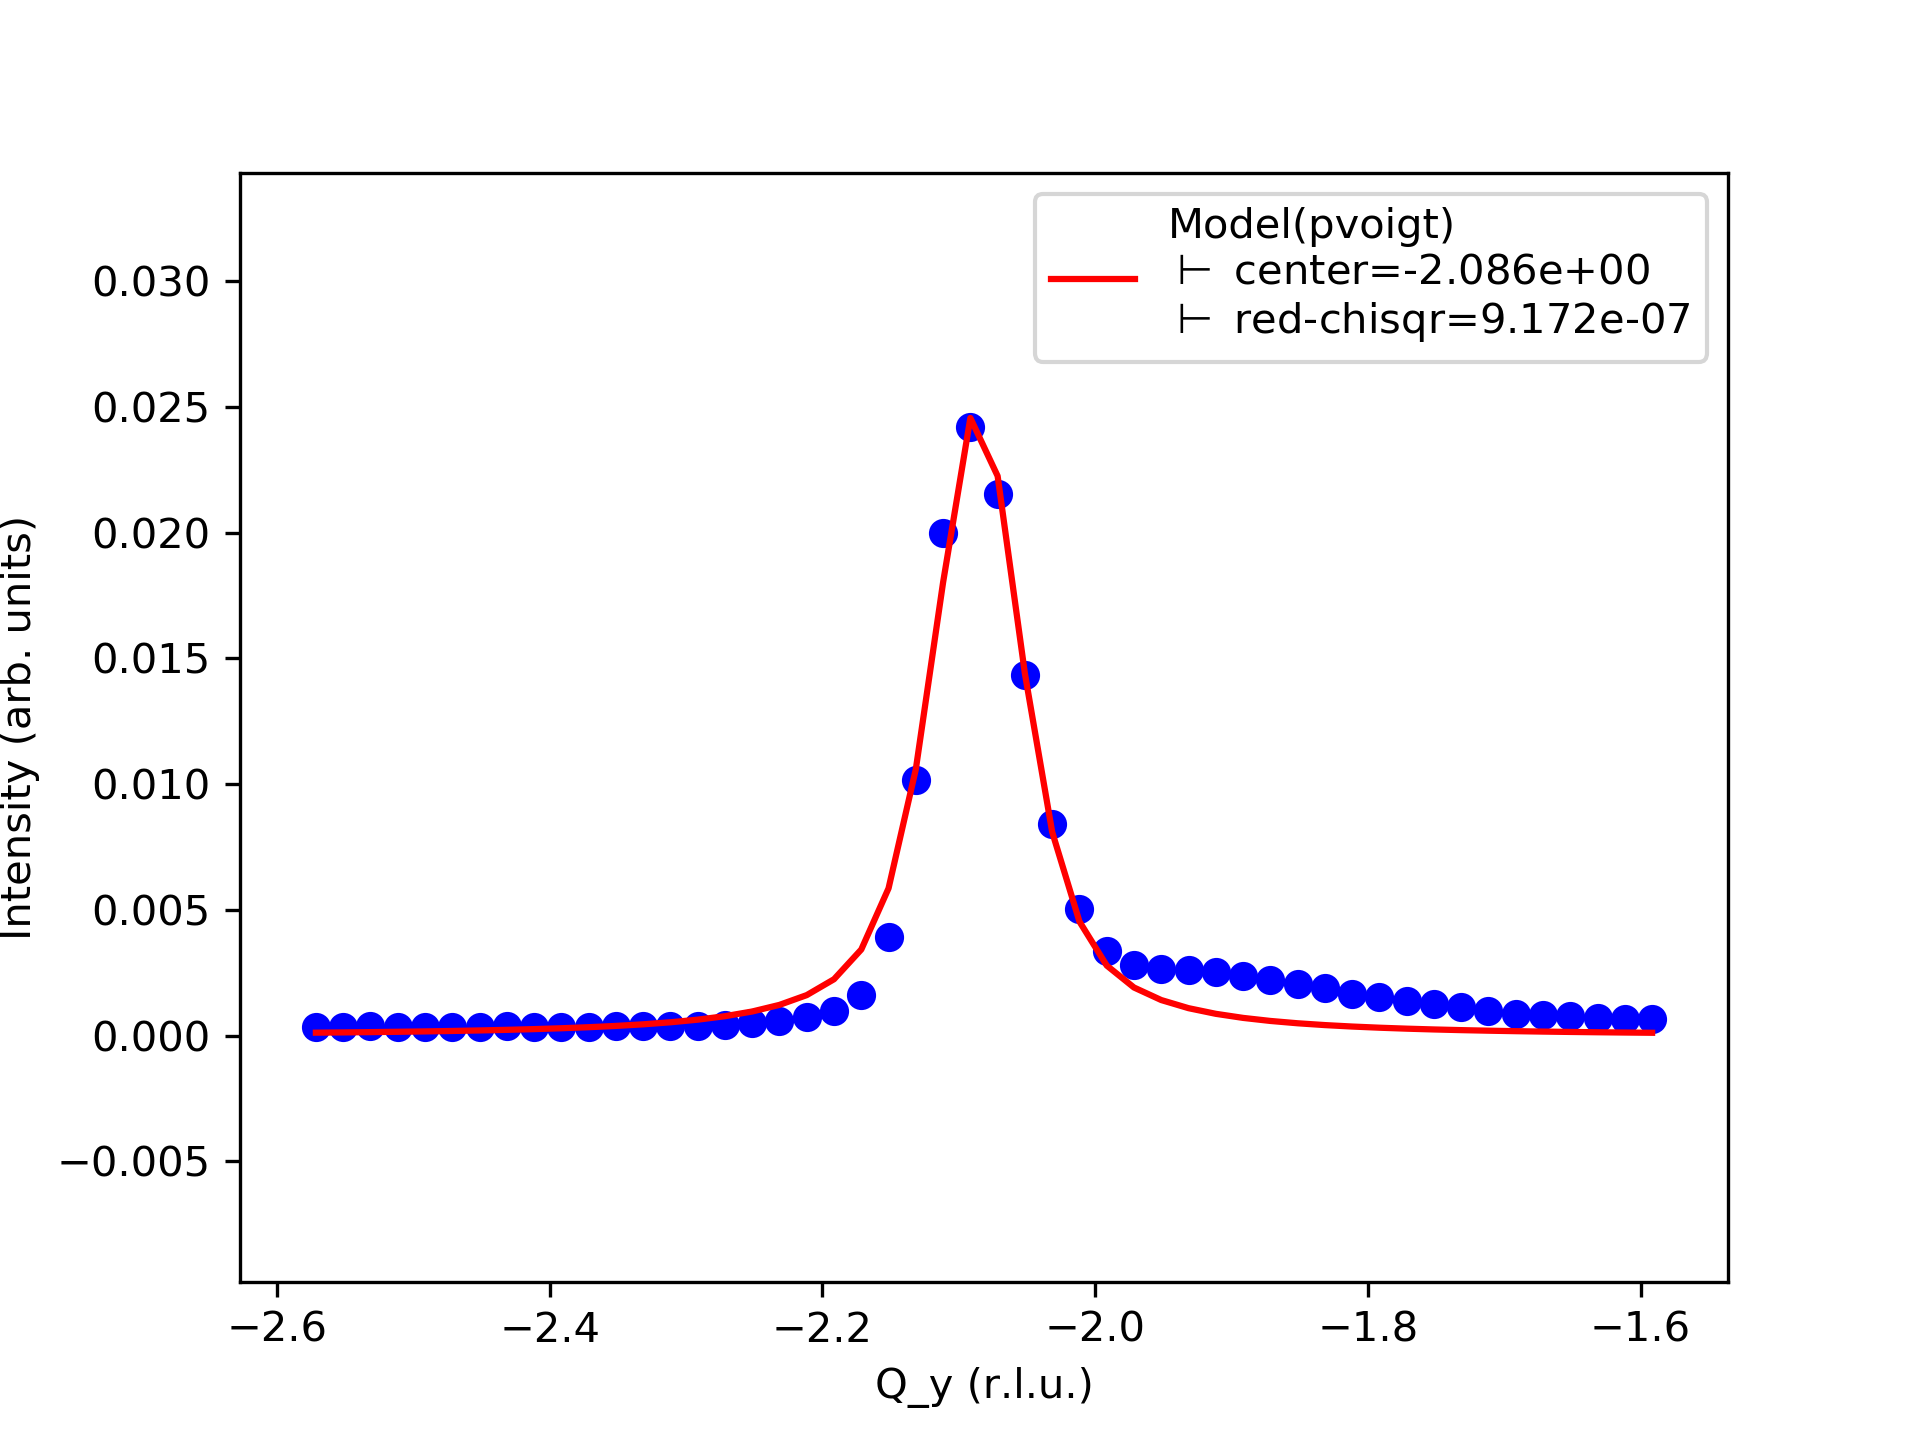 Model(pvoigt)
⊢ center=-2.086e+00
⊢ red-chisqr=9.172e-07
0.030
0.025
0.020
0.015
0.010
0.005
0.000
−0.005
Intensity (arb. units)
−2.6 −2.4 −2.2 −2.0 −1.8 −1.6
Q_y (r.l.u.)